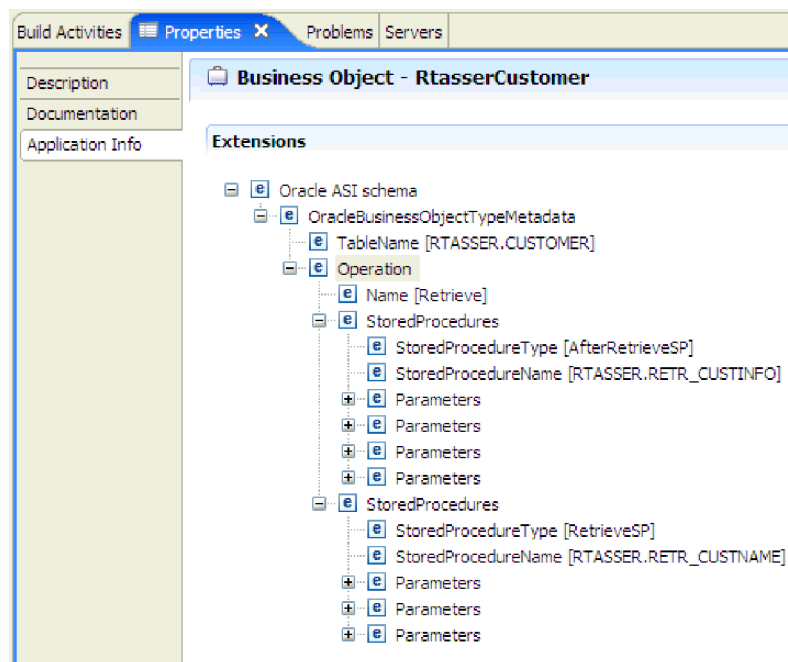 Build Activities Properties Problems Servers
Description
Documentation
Application Info
Business Object - RtasserCustomer
Extensions
Oracle ASI schema
OracleBusinessObjectTypeMetadata
TableName [RTASSER.CUSTOMER]
Operation
Name [Retrieve]
StoredProcedures
StoredProcedureType [AfterRetrieveSP]
StoredProcedureName [RTASSER.RETR_CUSTINFO]
Parameters
Parameters
Parameters
Parameters
StoredProcedures
StoredProcedureType [RetrieveSP]
StoredProcedureName [RTASSER.RETR_CUSTNAME]
Parameters
Parameters
Parameters